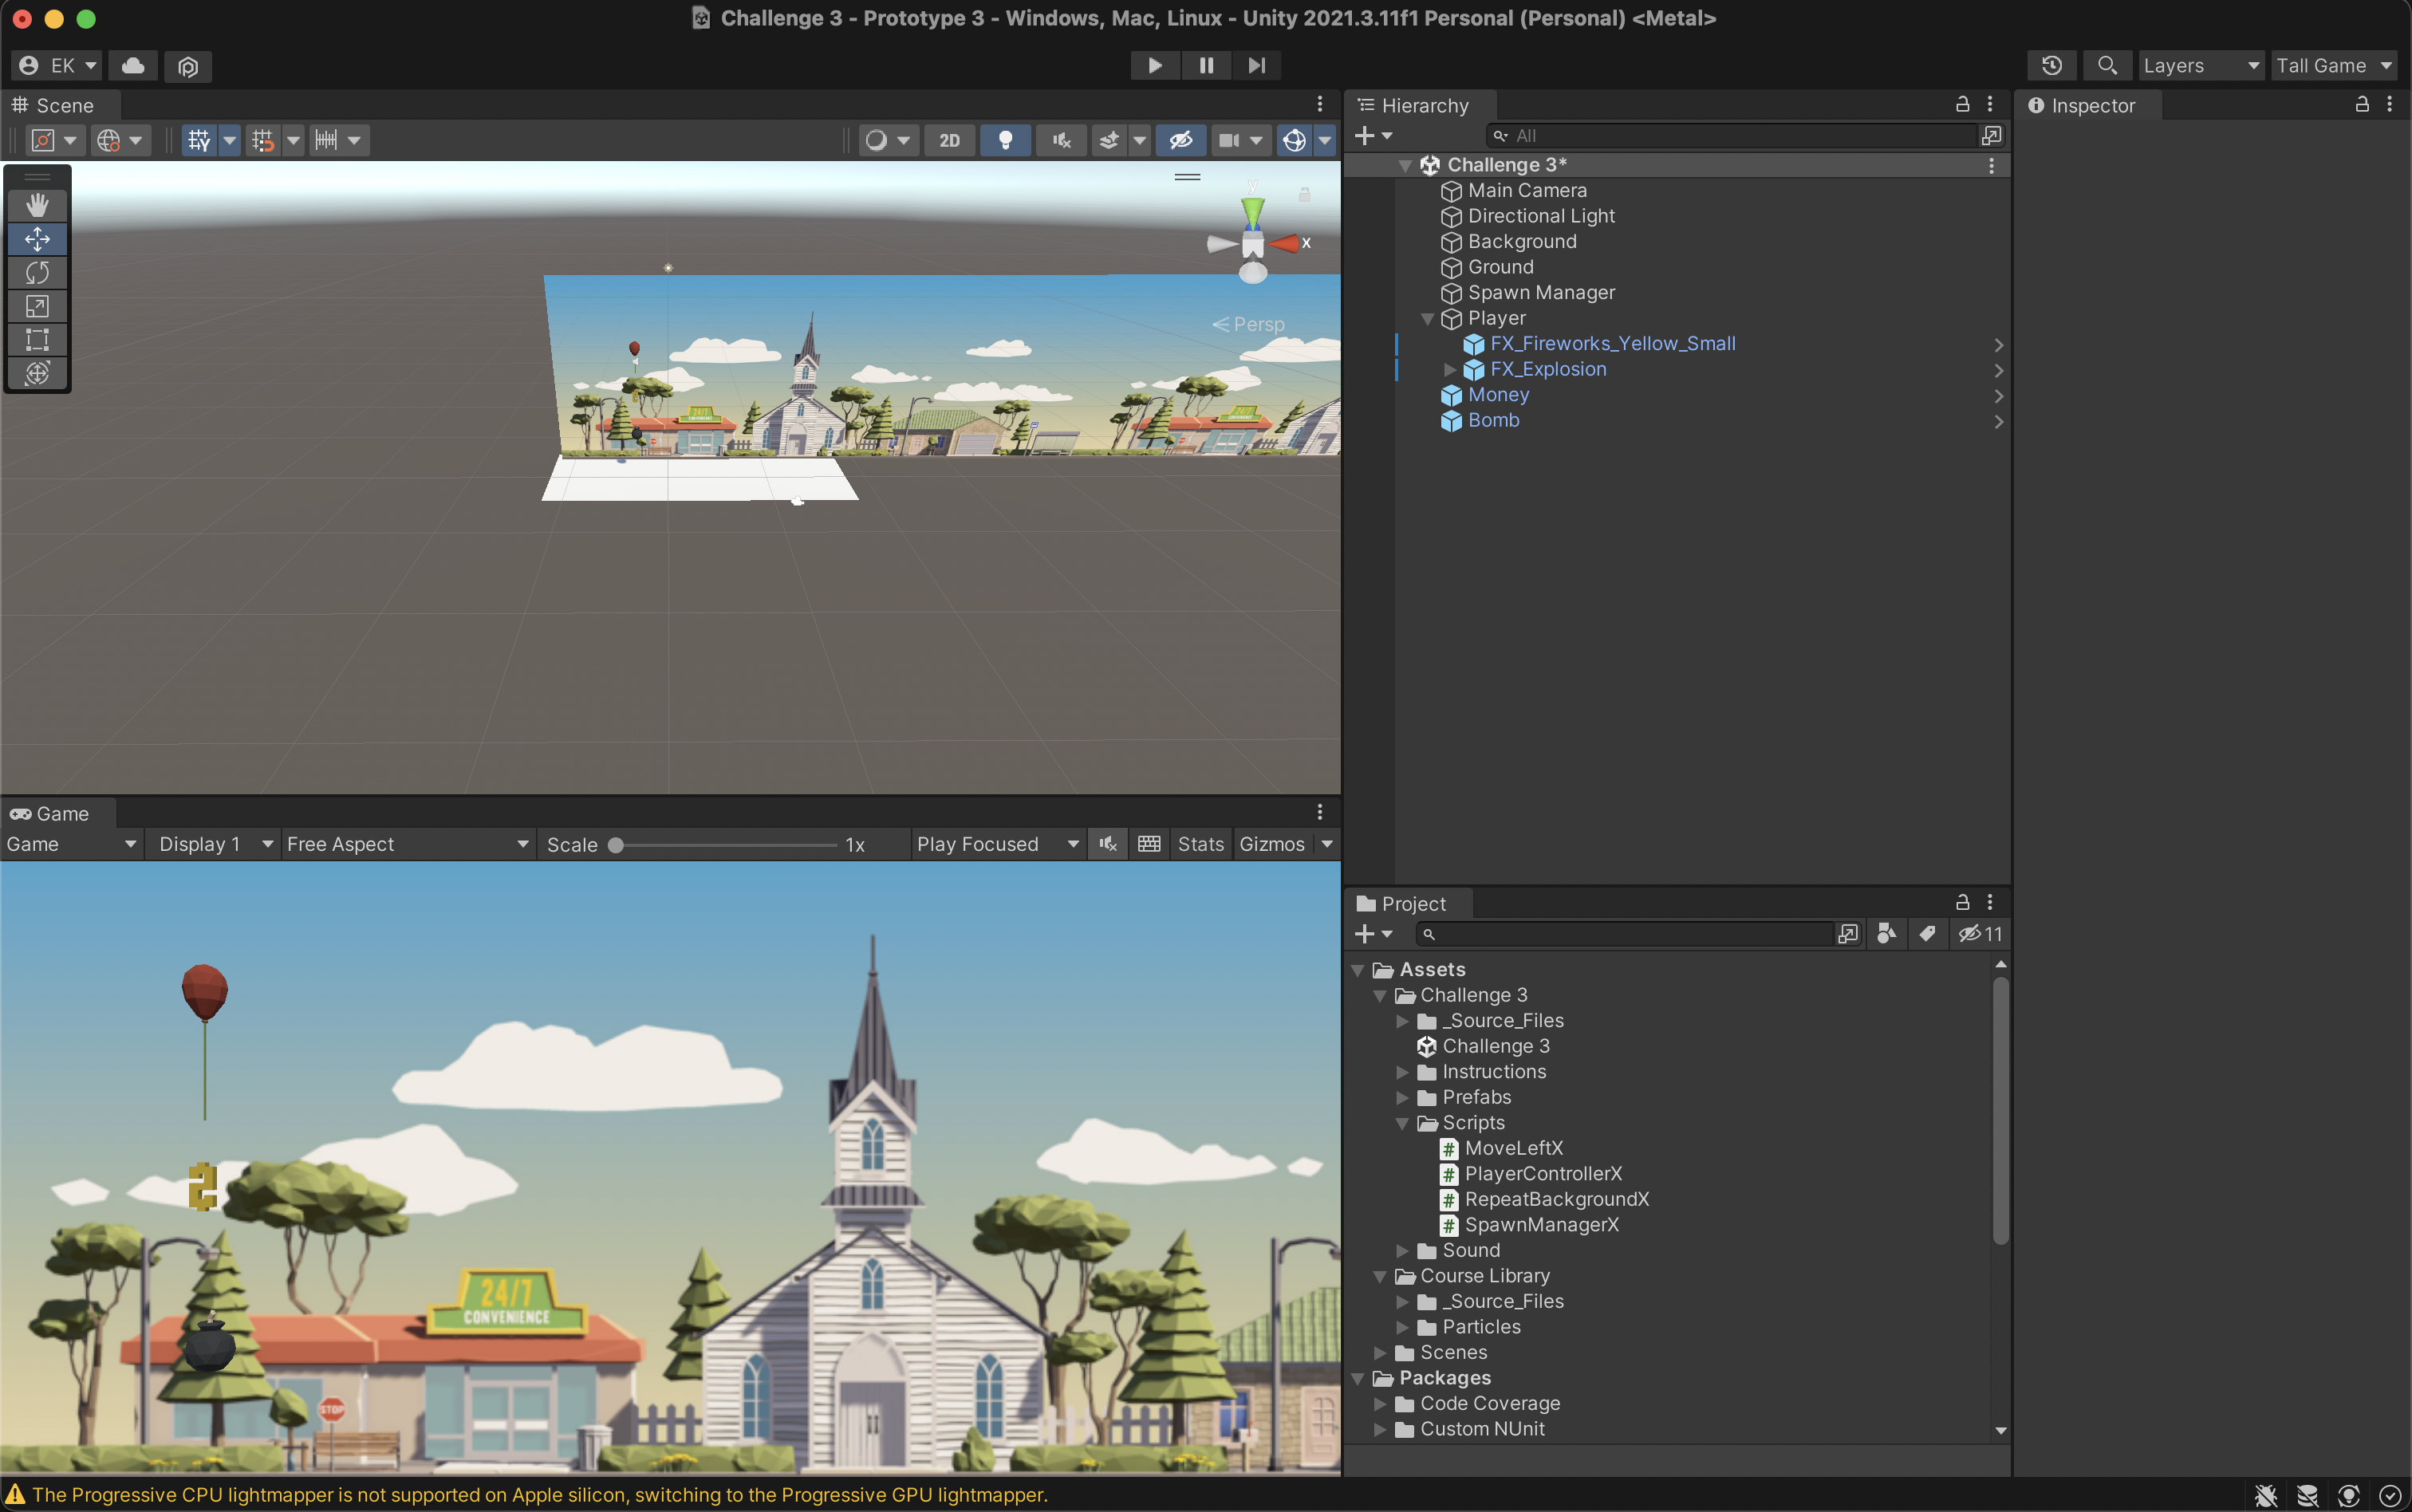 Challenge 3 - Prototype 3 - Windows, Mac, Linux - Unity 2021.3.11f1 Personal (Personal) <Metal>
EK
Layers
Tall Game
Scene
2D
y
x
Persp
Hierarchy
All
Challenge 3*
Main Camera
Directional Light
Background
Ground
Spawn Manager
Player
FX_Fireworks_Yellow_Small
FX_Explosion
Money
Bomb
Inspector
Game
Game
Display 1
Free Aspect
Scale
1x
Play Focused
Stats
Gizmos
24/7
CONVENIENCE
STOP
Project
11
Assets
Challenge 3
_Source_Files
Challenge 3
Instructions
Prefabs
Scripts
MoveLeftX
PlayerControllerX
RepeatBackgroundX
SpawnManagerX
Sound
Course Library
_Source_Files
Particles
Scenes
Packages
Code Coverage
Custom NUnit
The Progressive CPU lightmapper is not supported on Apple silicon, switching to the Progressive GPU lightmapper.